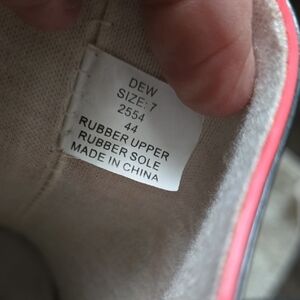 DEW
SIZE: 7
2554
44
RUBBER UPPER
RUBBER SOLE
MADE IN CHINA